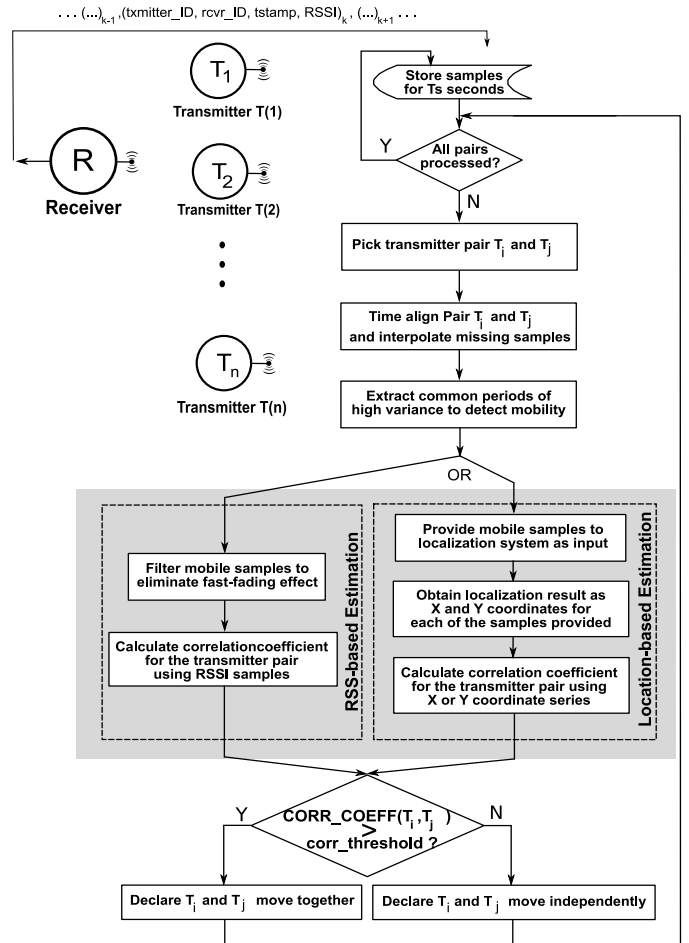 . . . (...)k-1 ,(txmitter_ID, rcvr_ID, tstamp, RSSI)k , (...)k+1 . . .
T1
Transmitter T(1)
R
Receiver
T2
Transmitter T(2)
Tn
Transmitter T(n)
Store samples
for Ts seconds
Y
All pairs
processed?
N
Pick transmitter pair Ti and Tj
Time align Pair Ti and Tj
and interpolate missing samples
Extract common periods of
high variance to detect mobility
OR
RSS-based Estimation
Filter mobile samples to
eliminate fast-fading effect
Calculate correlationcoefficient
for the transmitter pair
using RSSI samples
Location-based Estimation
Provide mobile samples to
localization system as input
Obtain localization result as
X and Y coordinates for
each of the samples provided
Calculate correlation coefficient
for the transmitter pair using
X or Y coordinate series
Y
CORR_COEFF(Ti,Tj )
>
corr_threshold ?
N
Declare Ti and Tj move together
Declare Ti and Tj move independently